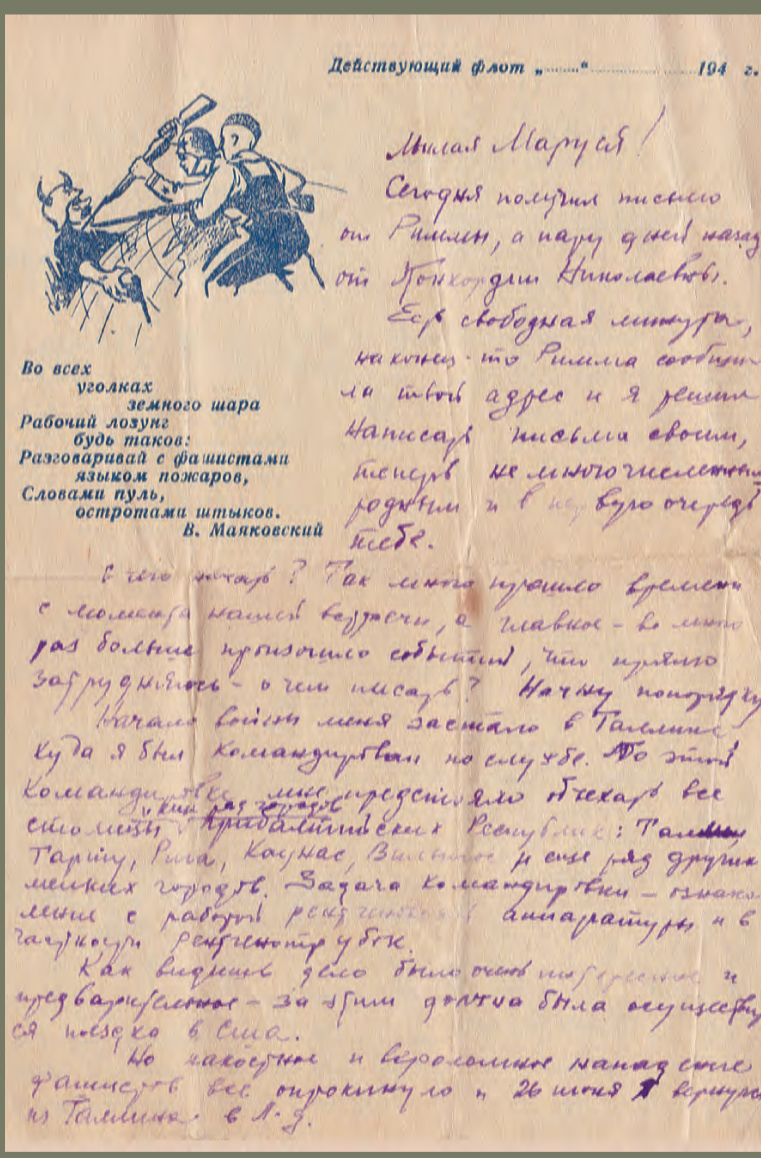 Действующий флот „......“ ..................194 г.
Милая Маруся!
Сегодня получил письмо
от Риммы, а пару дней назад
от Конкордии Николаевны.
Есть свободная минута,
наконец-то Римма сообщи-
ла твой адрес и я решил
написать письма своим,
теперь немногочисленным
родным и в первую очередь
тебе.
Во всех
уголках
земного шара
Рабочий лозунг
будь таков:
Разговаривай с фашистами
языком пожаров,
Словами пуль,
остротами штыков.
В. Маяковский
С чего начать? Так много прошло времени
с момента нашей встречи, а главное – во много
раз больше произошло событий, что прямо
затрудняюсь – о чем писать? Начну по порядку
Начало войны меня застало в Таллине
куда я был командирован по службе. По этой
командировке мне предстояло объехать все
столицы Прибалтийских Республик: Таллин,
ряд городов
Тарту, Рига, Каунас, Вильнюс и еще ряд других
мелких городов. Задача командировки – ознаком
ление с работой рентгеновской аппаратуры и в
частности рентгенотрубок.
Как видишь дело было очень интересное и
предварительное – за этим должна была осуществи
ся поездка в Сша.
Но нахостное и вероломное нападение
фашистов все опрокинуло и 26 июня я вернулся
из Таллина в Л-д.